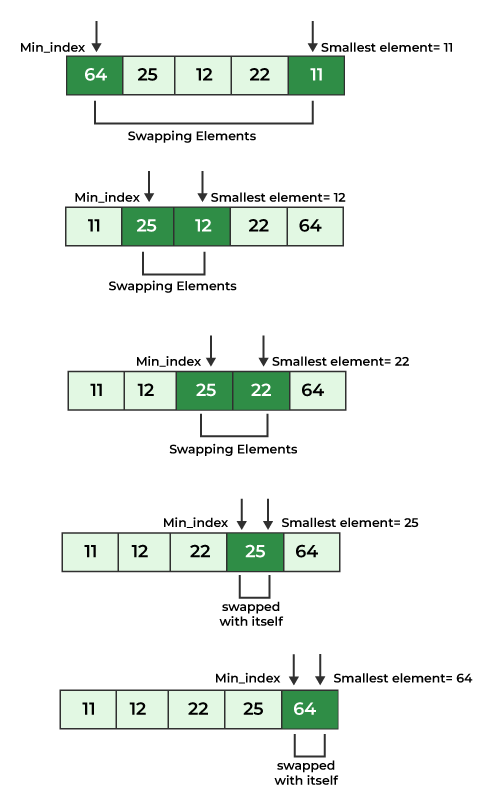 Min_index Smallest element= 11
64 25 12 22 11
Swapping Elements
Min_index Smallest element= 12
11 25 12 22 64
Swapping Elements
Min_index Smallest element= 22
11 12 25 22 64
Swapping Elements
Min_index Smallest element= 25
11 12 22 25 64
swapped
with itself
Min_index Smallest element= 64
11 12 22 25 64
swapped
with itself